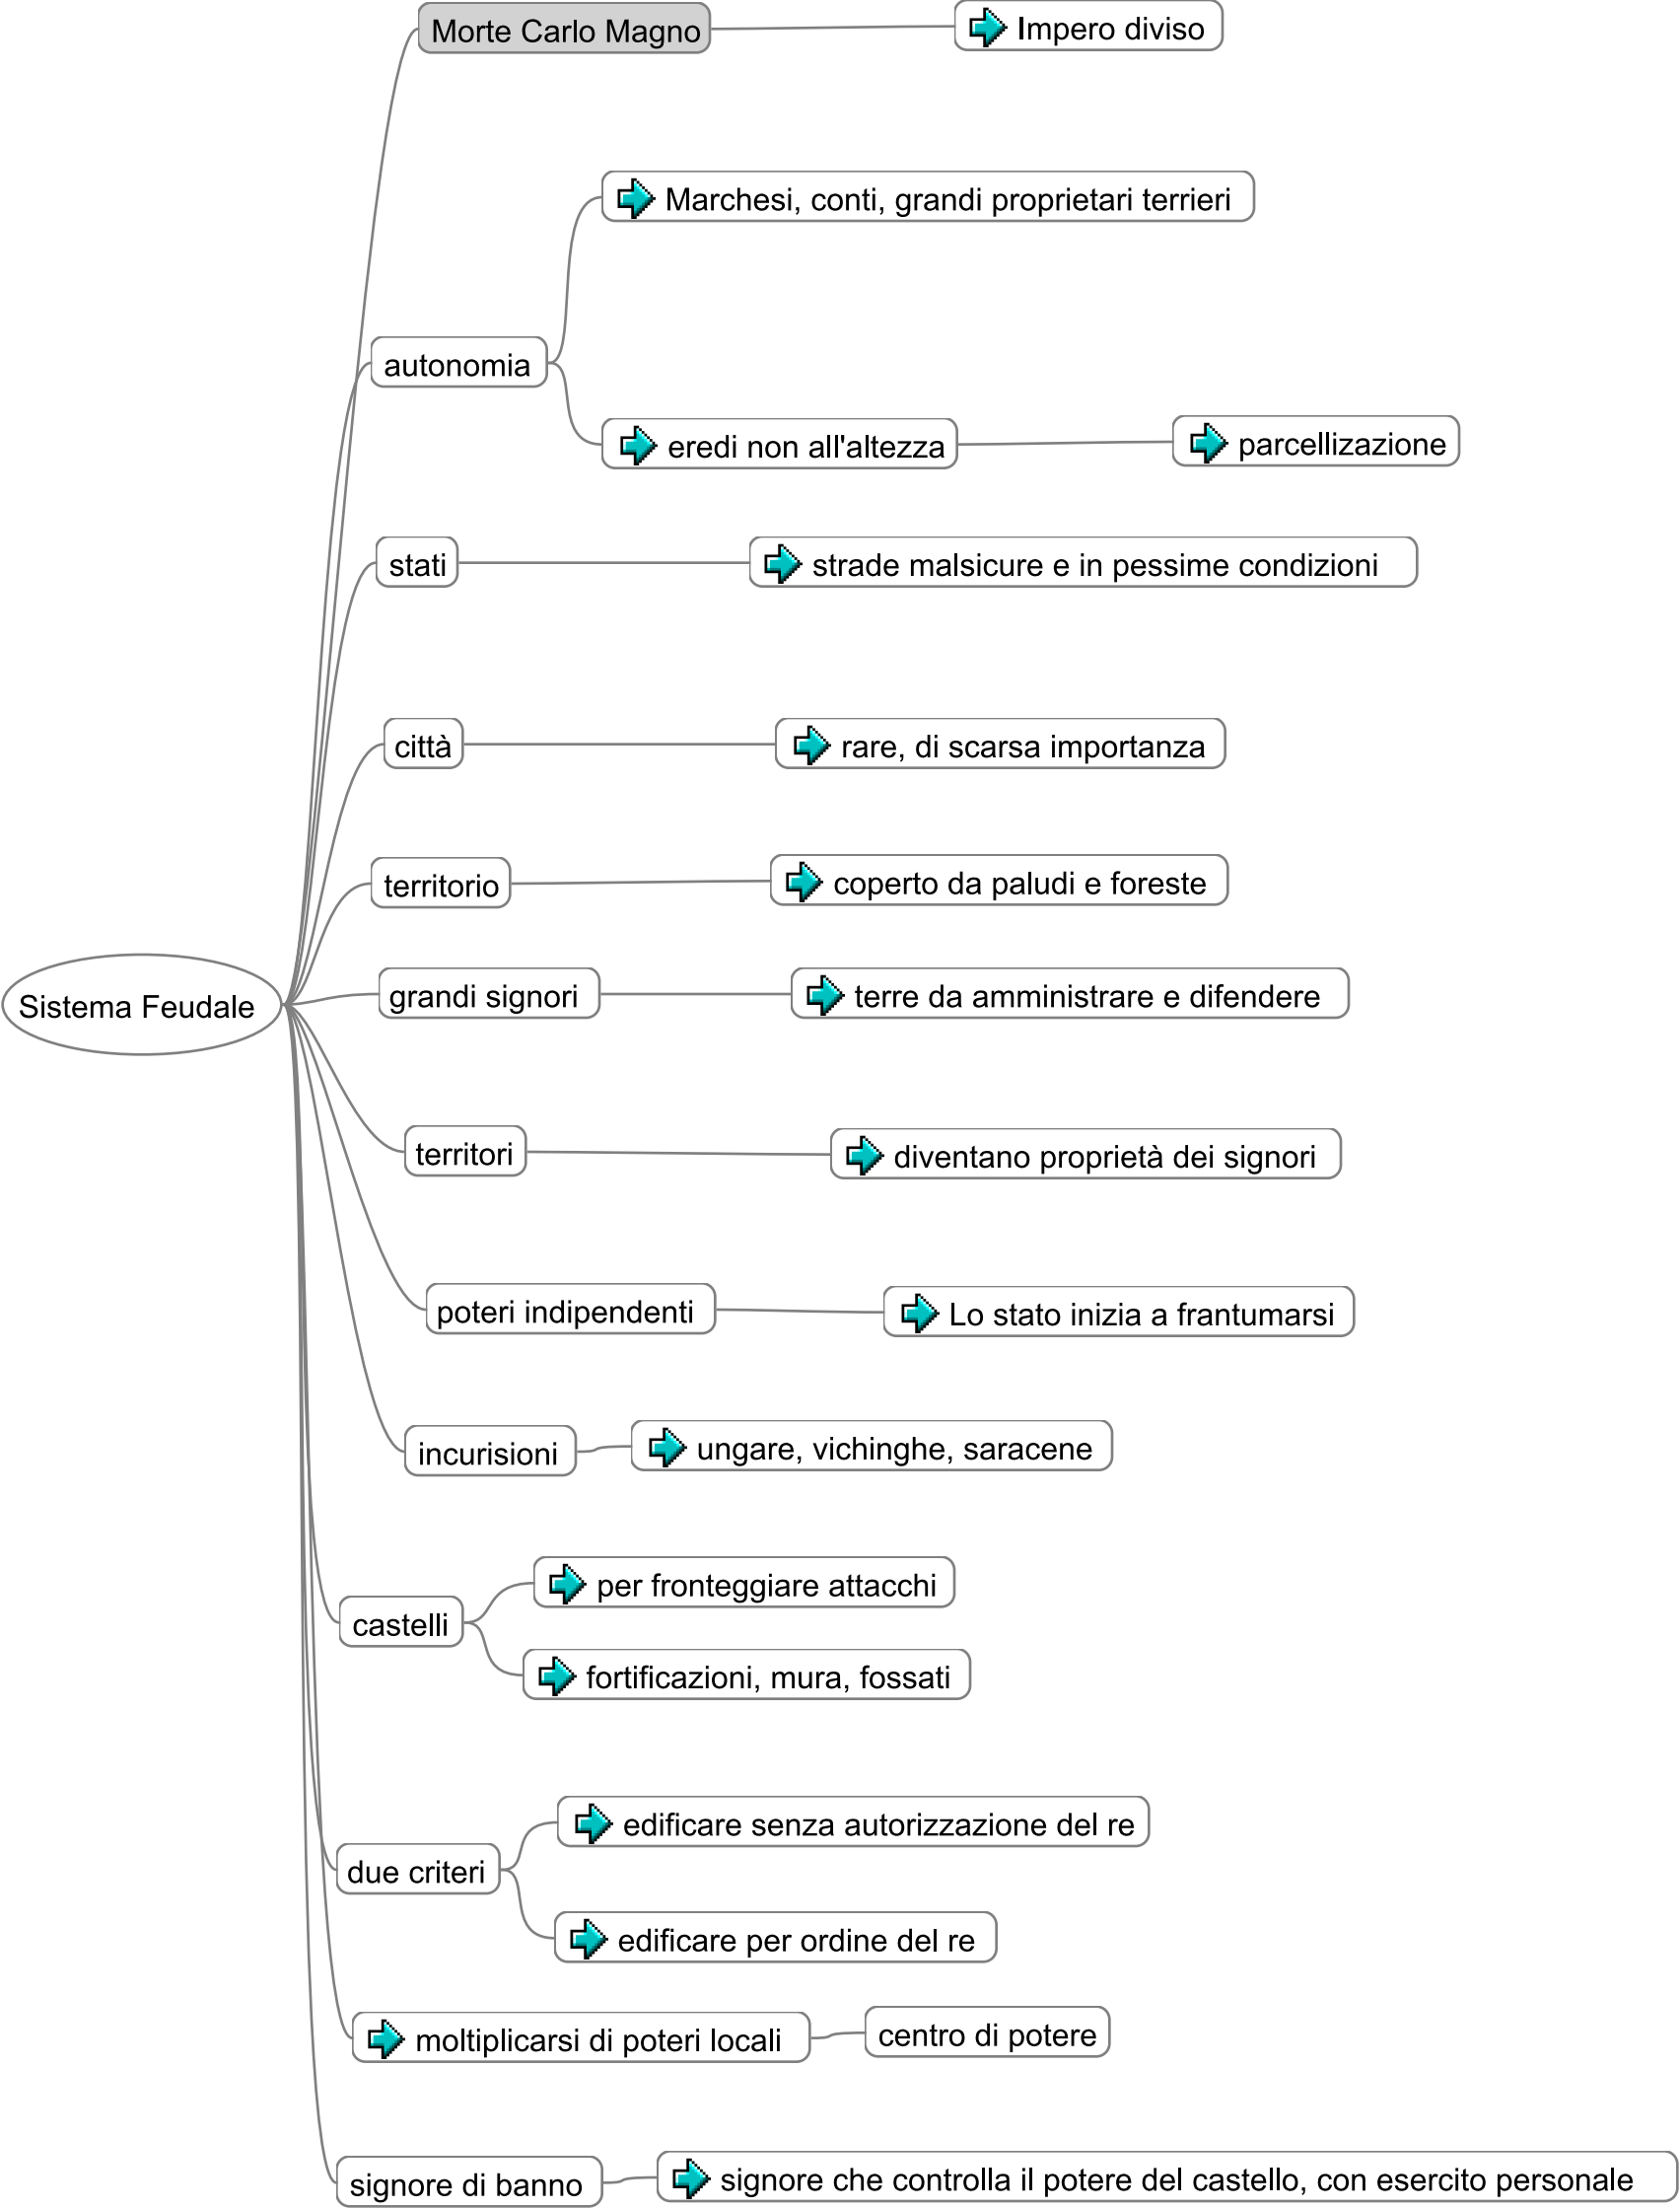 Morte Carlo Magno
Impero diviso
Marchesi, conti, grandi proprietari terrieri
autonomia
eredi non all'altezza
parcellizazione
stati
strade malsicure e in pessime condizioni
città
rare, di scarsa importanza
territorio
coperto da paludi e foreste
Sistema Feudale
grandi signori
terre da amministrare e difendere
territori
diventano proprietà dei signori
poteri indipendenti
Lo stato inizia a frantumarsi
incurisioni
ungare, vichinghe, saracene
per fronteggiare attacchi
castelli
fortificazioni, mura, fossati
edificare senza autorizzazione del re
due criteri
edificare per ordine del re
moltiplicarsi di poteri locali
centro di potere
signore di banno
signore che controlla il potere del castello, con esercito personale